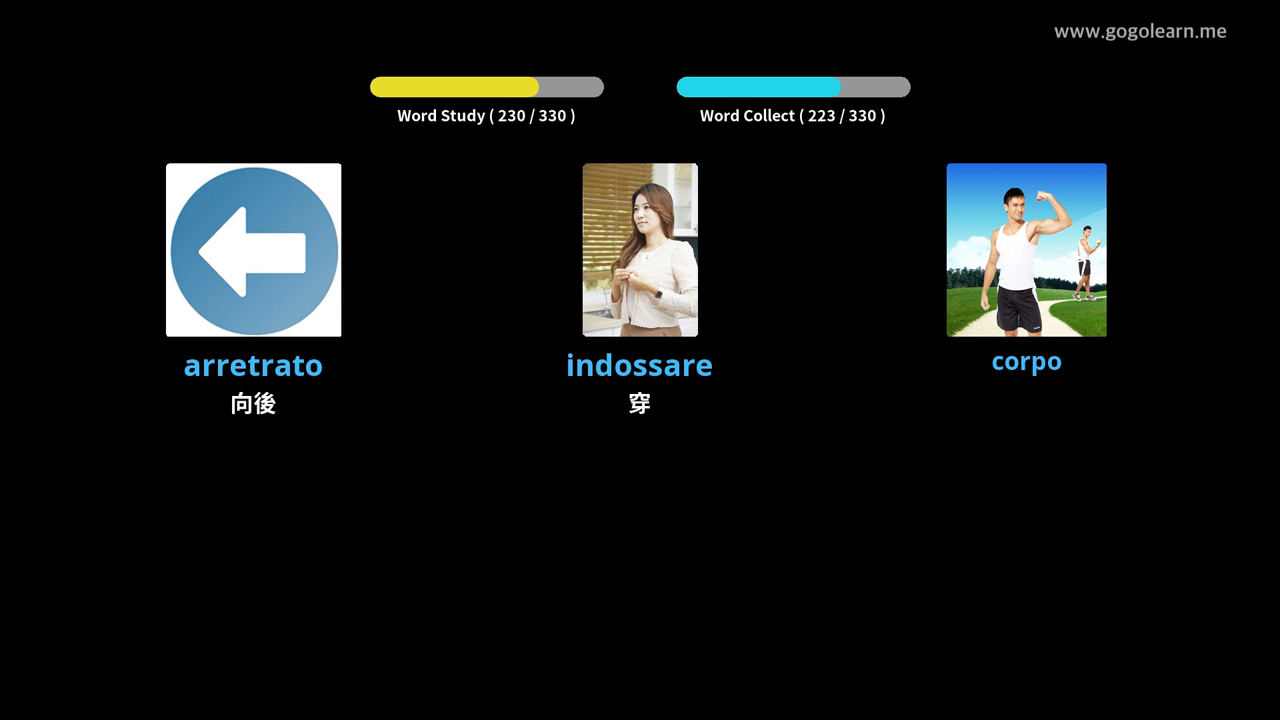 www.gogolearn.me
Word Study ( 230 / 330 )
Word Collect ( 223 / 330 )
arretrato
向後
indossare
穿
corpo